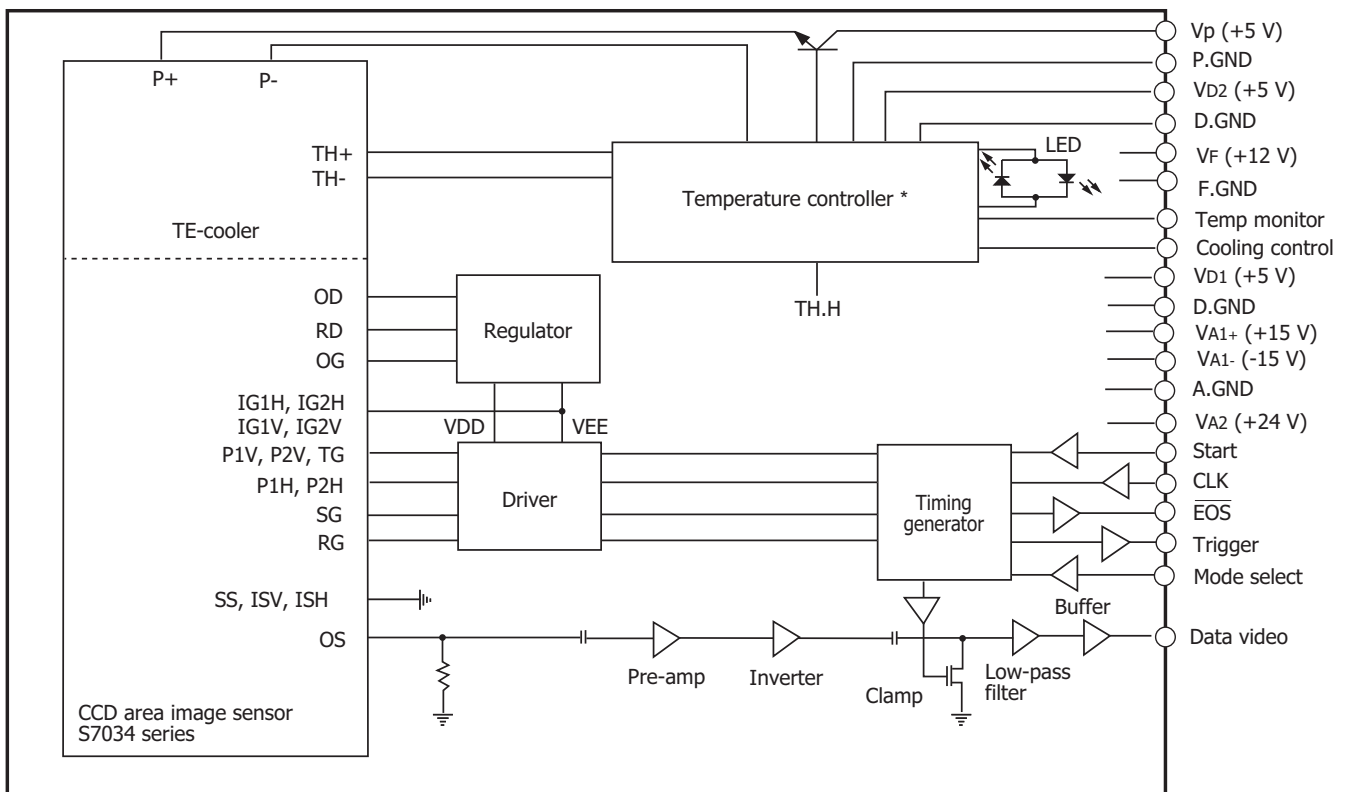 Vp (+5 V)
P.GND
VD2 (+5 V)
D.GND
VF (+12 V)
F.GND
Temp monitor
Cooling control
VD1 (+5 V)
D.GND
VA1+ (+15 V)
VA1- (-15 V)
A.GND
VA2 (+24 V)
Start
CLK
EOS
Trigger
Mode select
Data video
P+
P-
TH+
TH-
TE-cooler
Temperature controller *
LED
TH.H
OD
RD
OG
Regulator
IG1H, IG2H
IG1V, IG2V
VDD
VEE
P1V, P2V, TG
P1H, P2H
SG
RG
Driver
Timing
generator
SS, ISV, ISH
OS
Buffer
Pre-amp
Inverter
Clamp
Low-pass
filter
CCD area image sensor
S7034 series